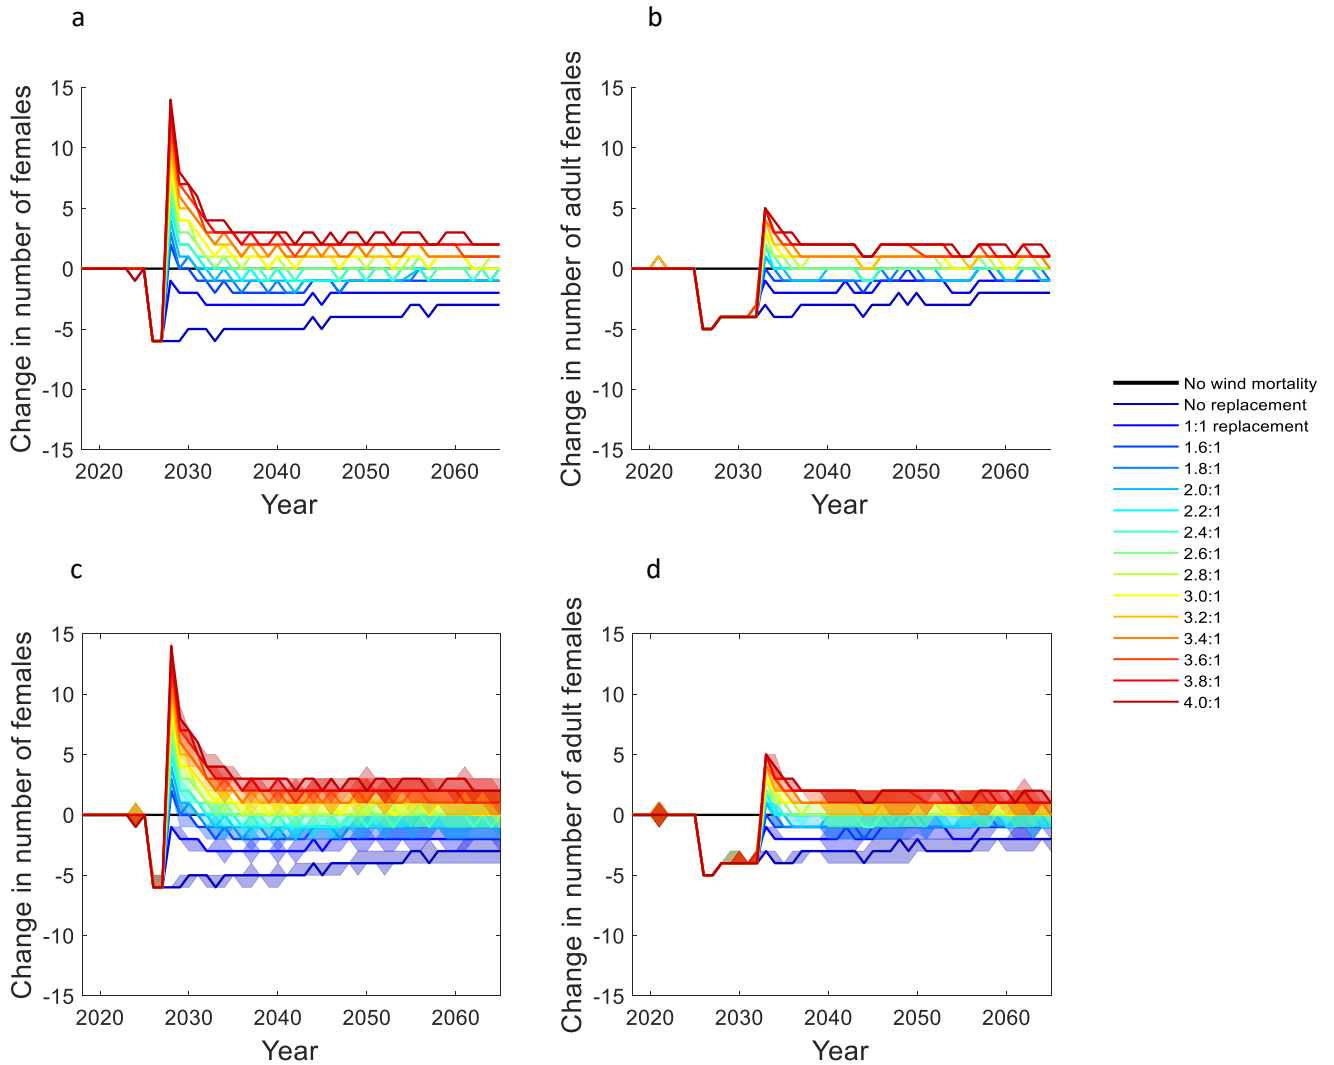 a
b
Change in number of females
15
10
5
0
-5
-10
-15
2020 2030 2040 2050 2060
Year
Change in number of adult females
15
10
5
0
-5
-10
-15
2020 2030 2040 2050 2060
Year
No wind mortality
No replacement
1:1 replacement
1.6:1
1.8:1
2.0:1
2.2:1
2.4:1
2.6:1
2.8:1
3.0:1
3.2:1
3.4:1
3.6:1
3.8:1
4.0:1
c
d
Change in number of females
15
10
5
0
-5
-10
-15
2020 2030 2040 2050 2060
Year
Change in number of adult females
15
10
5
0
-5
-10
-15
2020 2030 2040 2050 2060
Year